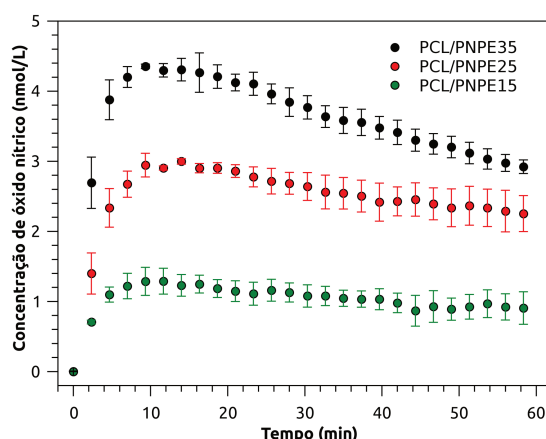 Concentração de óxido nítrico (nmol/L)
5
4
3
2
1
0
PCL/PNPE35
PCL/PNPE25
PCL/PNPE15
0 10 20 30 40 50 60
Tempo (min)